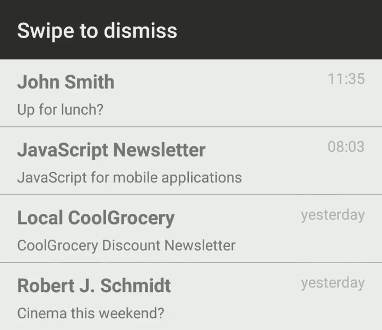 Swipe to dismiss
John Smith 11:35
Up for lunch?
JavaScript Newsletter 08:03
JavaScript for mobile applications
Local CoolGrocery yesterday
CoolGrocery Discount Newsletter
Robert J. Schmidt yesterday
Cinema this weekend?